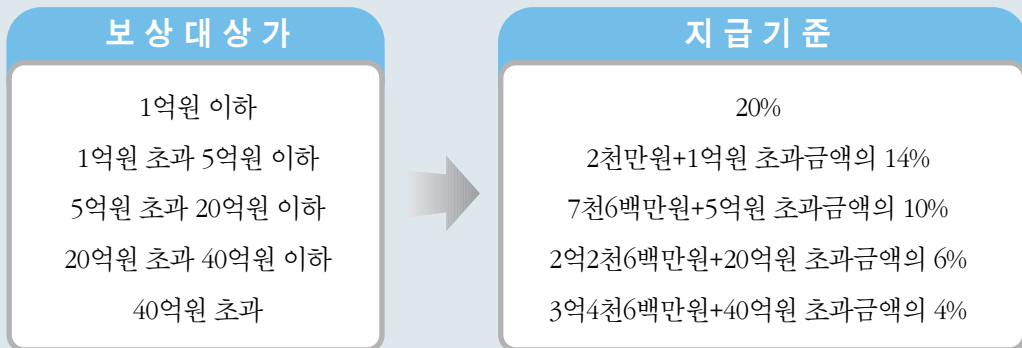 보상대상가
1억원 이하
1억원 초과 5억원 이하
5억원 초과 20억원 이하
20억원 초과 40억원 이하
40억원 초과
지급기준
20%
2천만원+1억원 초과금액의 14%
7천6백만원+5억원 초과금액의 10%
2억2천6백만원+20억원 초과금액의 6%
3억4천6백만원+40억원 초과금액의 4%